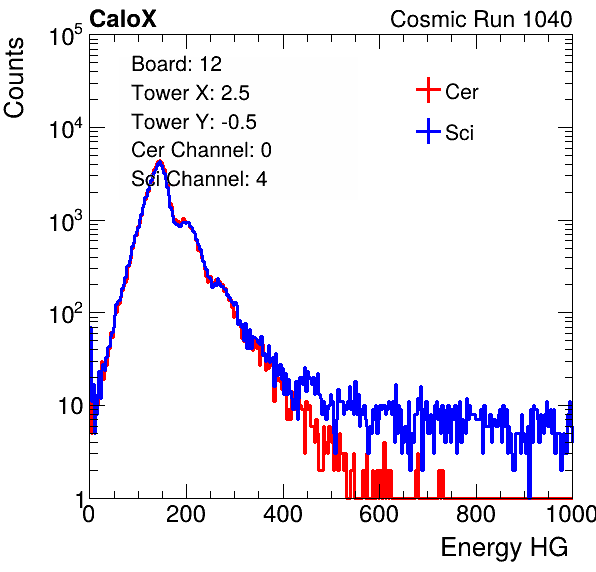 CaloX Cosmic Run 1040
Counts
10^5
10^4
10^3
10^2
10
1
Board: 12
Tower X: 2.5
Tower Y: -0.5
Cer Channel: 0
Sci Channel: 4
Cer
Sci
0 200 400 600 800 1000
Energy HG